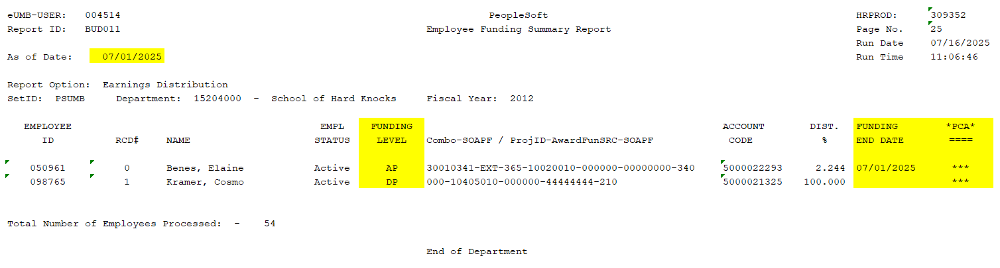 eUMB-USER: 004514 PeopleSoft HRPROD: 309352
Report ID: BUD011 Employee Funding Summary Report Page No. 25
Run Date 07/16/2025
As of Date: 07/01/2025 Run Time 11:06:46
Report Option: Earnings Distribution
SetID: PSUMB Department: 15204000 - School of Hard Knocks Fiscal Year: 2012
EMPLOYEE EMPL FUNDING ACCOUNT DIST. FUNDING *PCA*
ID RCD# NAME STATUS LEVEL Combo-SOAPF / ProjID-AwardFunSRC-SOAPF CODE % END DATE ====
050961 0 Benes, Elaine Active AP 30010341-EXT-365-10020010-000000-00000000-340 5000022293 2.244 07/01/2025 ***
098765 1 Kramer, Cosmo Active DP 000-10405010-000000-44444444-210 5000021325 100.000 ***
Total Number of Employees Processed: - 54
End of Department